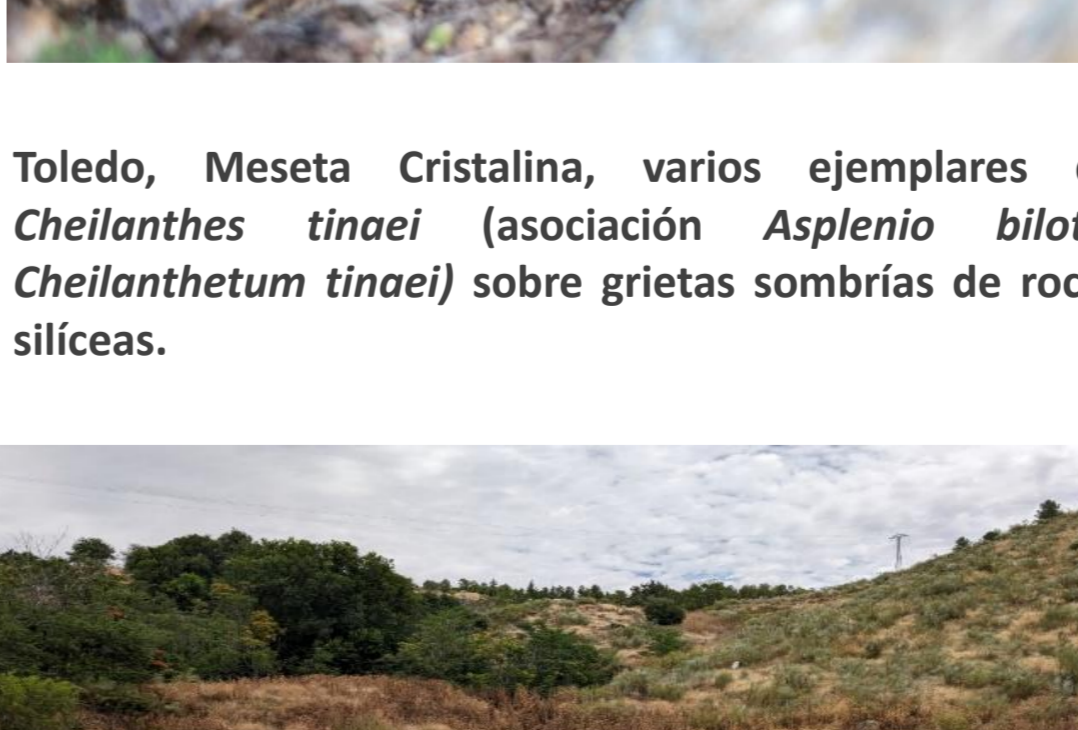 Toledo, Meseta Cristalina, varios ejemplares
Cheilanthes tinaei (asociación Asplenio
Cheilanthetum tinaei) sobre grietas sombrías de
silíceas.